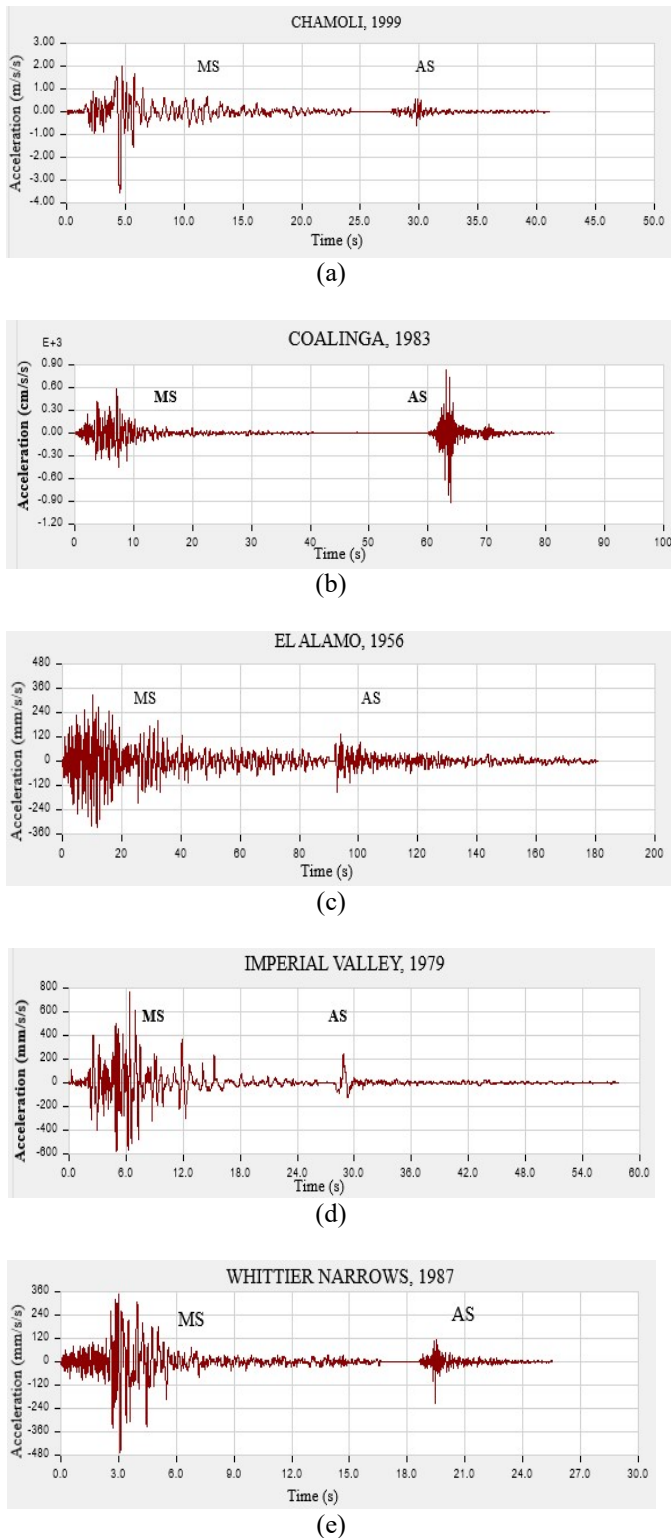 CHAMOLI, 1999
Acceleration (m/s/s)
3.00
2.00
1.00
0.00
-1.00
-2.00
-3.00
-4.00
MS
AS
0.0 5.0 10.0 15.0 20.0 25.0 30.0 35.0 40.0 45.0 50.0
Time (s)
(a)
E+3
COALINGA, 1983
Acceleration (cm/s/s)
0.90
0.60
0.30
0.00
-0.30
-0.60
-0.90
-1.20
MS
AS
0 10 20 30 40 50 60 70 80 90 100
Time (s)
(b)
EL ALAMO, 1956
Acceleration (mm/s/s)
480
360
240
120
0
-120
-240
-360
MS
AS
0 20 40 60 80 100 120 140 160 180 200
Time (s)
(c)
IMPERIAL VALLEY, 1979
Acceleration (mm/s/s)
800
600
400
200
0
-200
-400
-600
MS
AS
0.0 6.0 12.0 18.0 24.0 30.0 36.0 42.0 48.0 54.0 60.0
Time (s)
(d)
WHITTIER NARROWS, 1987
Acceleration (mm/s/s)
360
240
120
0
-120
-240
-360
-480
MS
AS
0.0 3.0 6.0 9.0 12.0 15.0 18.0 21.0 24.0 27.0 30.0
Time (s)
(e)